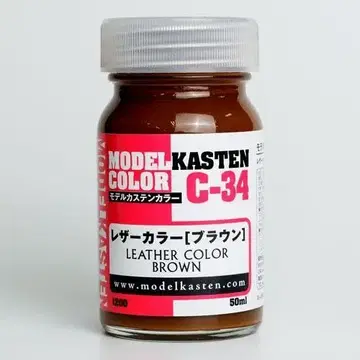 MODEL KASTEN
COLOR C-34
モデルカステンカラー
レザーカラー[ブラウン]
LEATHER COLOR
BROWN
www.modelkasten.com
50ml
MODELKASTEN